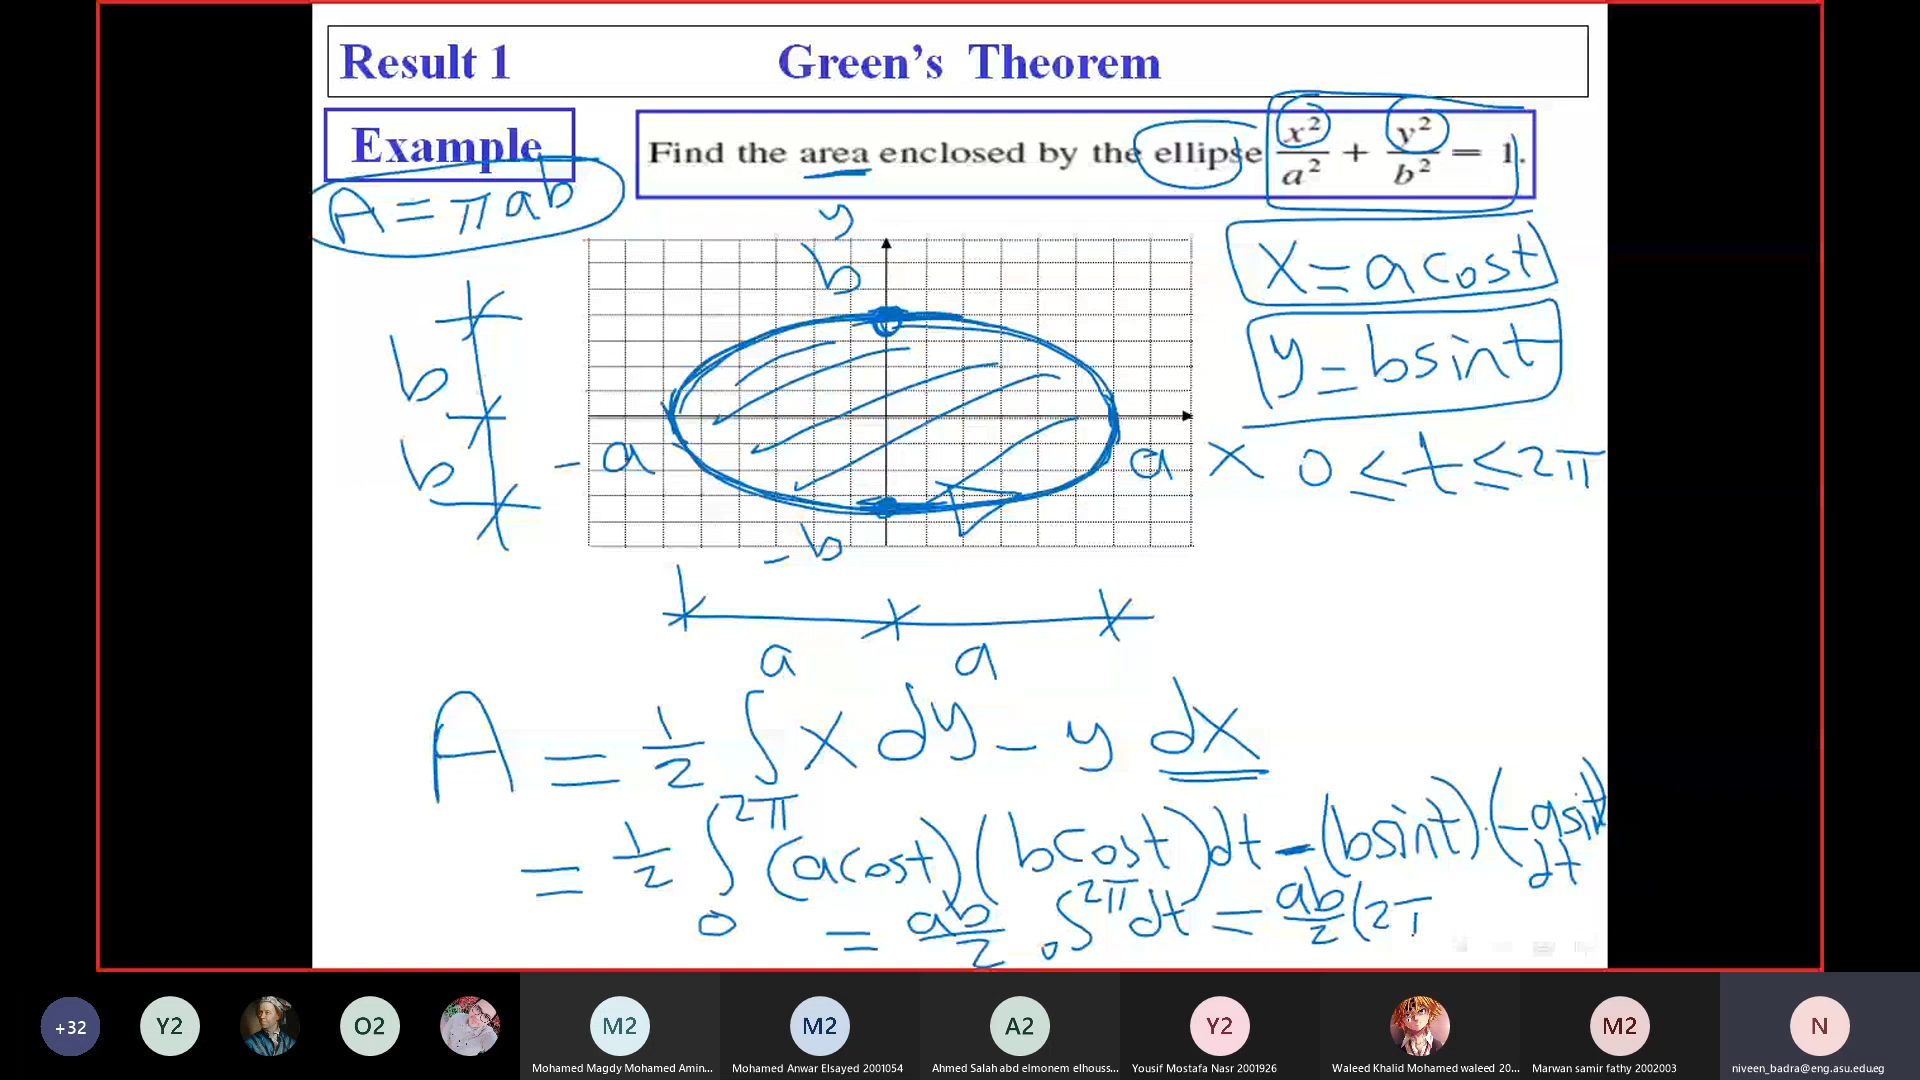 Result 1 Green's Theorem
Example
Find the area enclosed by the ellipse x²/a² + y²/b² = 1.
A = πab
y
b
x = a cost
y = b sint
b
b
-a
a
x
0 ≤ t ≤ 2π
-b
a
a
A = 1/2 ∫ x dy - y dx
= 1/2 ∫₀^2π (a cost)(b cost)dt - (b sint).(-a sint) dt
= ab/2 ₀∫^2π dt = ab/2 (2π
+32
Y2
O2
M2
M2
A2
Y2
M2
N
Mohamed Magdy Mohamed Amin...
Mohamed Anwar Elsayed 2001054
Ahmed Salah abd elmonem elhouss...
Yousif Mostafa Nasr 2001926
Waleed Khalid Mohamed waleed 20...
Marwan samir fathy 2002003
niveen_badra@eng.asu.edu.eg